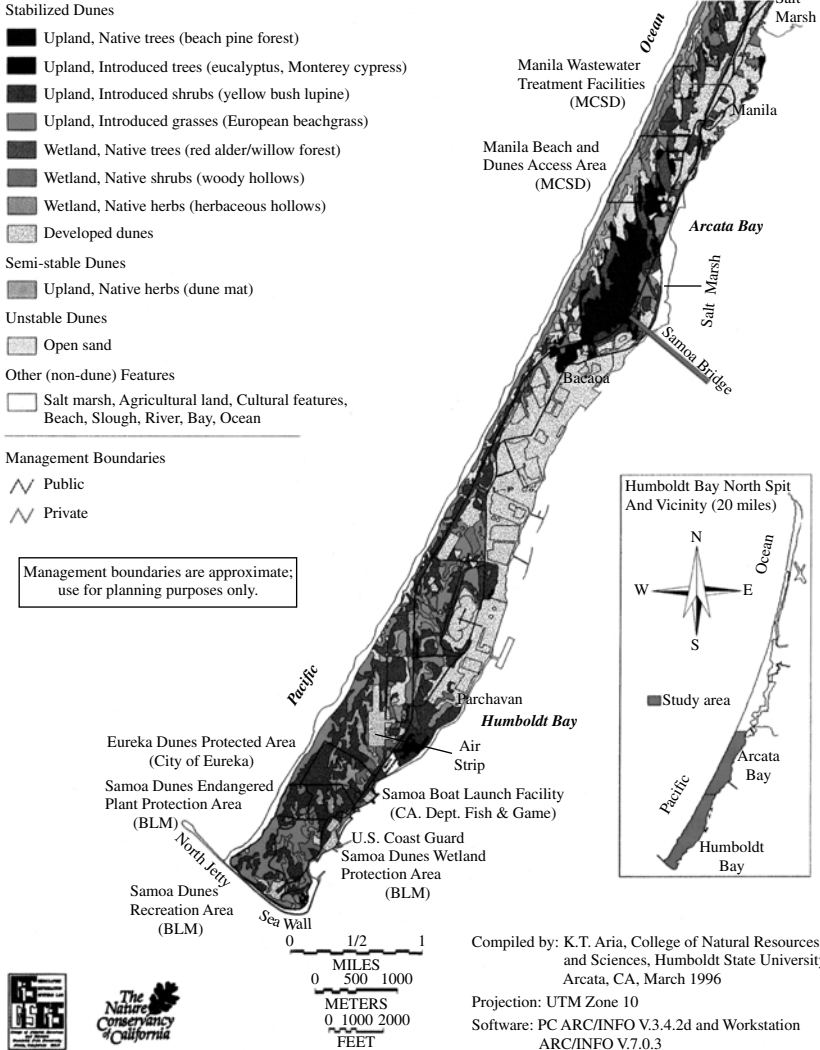 Stabilized Dunes
Upland, Native trees (beach pine forest)
Upland, Introduced trees (eucalyptus, Monterey cypress)
Upland, Introduced shrubs (yellow bush lupine)
Upland, Introduced grasses (European beachgrass)
Wetland, Native trees (red alder/willow forest)
Wetland, Native shrubs (woody hollows)
Wetland, Native herbs (herbaceous hollows)
Developed dunes
Semi-stable Dunes
Upland, Native herbs (dune mat)
Unstable Dunes
Open sand
Other (non-dune) Features
Salt marsh, Agricultural land, Cultural features,
Beach, Slough, River, Bay, Ocean
Management Boundaries
Public
Private
Management boundaries are approximate;
use for planning purposes only.
Salt
Marsh
Ocean
Manila Wastewater
Treatment Facilities
(MCSD)
Manila
Manila Beach and
Dunes Access Area
(MCSD)
Arcata Bay
Salt Marsh
Samoa Bridge
Bacaoa
Pacific
Parchavan
Humboldt Bay
Air
Strip
Eureka Dunes Protected Area
(City of Eureka)
Samoa Dunes Endangered
Plant Protection Area
(BLM)
Samoa Boat Launch Facility
(CA. Dept. Fish & Game)
U.S. Coast Guard
Samoa Dunes Wetland
Protection Area
(BLM)
North Jetty
Samoa Dunes
Recreation Area
(BLM)
Sea Wall
Humboldt Bay North Spit
And Vicinity (20 miles)
Ocean
N
W E
S
Study area
Arcata
Bay
Pacific
Humboldt
Bay
0 1/2 1
MILES
0 500 1000
METERS
0 1000 2000
FEET
Compiled by: K.T. Aria, College of Natural Resources
and Sciences, Humboldt State University
Arcata, CA, March 1996
Projection: UTM Zone 10
Software: PC ARC/INFO V.3.4.2d and Workstation
ARC/INFO V.7.0.3
The
Nature
Conservancy
of California